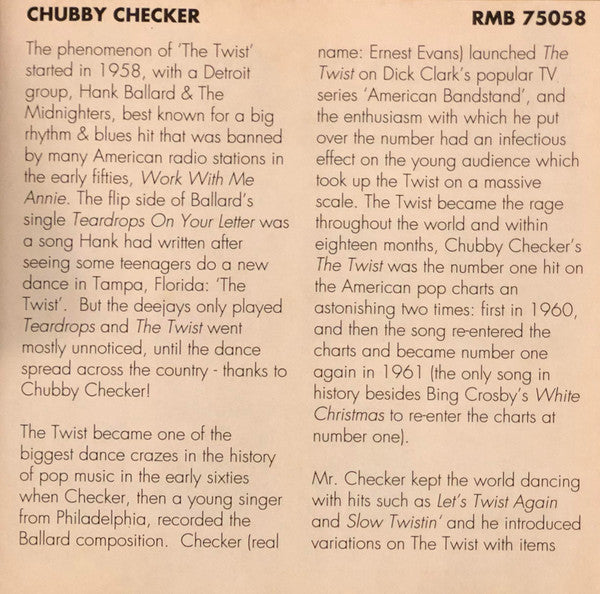 CHUBBY CHECKER
RMB 75058
The phenomenon of 'The Twist'
started in 1958, with a Detroit
group, Hank Ballard & The
Midnighters, best known for a big
rhythm & blues hit that was banned
by many American radio stations in
the early fifties, Work With Me
Annie. The flip side of Ballard's
single Teardrops On Your Letter was
a song Hank had written after
seeing some teenagers do a new
dance in Tampa, Florida: 'The
Twist'. But the deejays only played
Teardrops and The Twist went
mostly unnoticed, until the dance
spread across the country - thanks to
Chubby Checker!
The Twist became one of the
biggest dance crazes in the history
of pop music in the early sixties
when Checker, then a young singer
from Philadelphia, recorded the
Ballard composition. Checker (real
name: Ernest Evans) launched The
Twist on Dick Clark's popular TV
series 'American Bandstand', and
the enthusiasm with which he put
over the number had an infectious
effect on the young audience which
took up the Twist on a massive
scale. The Twist became the rage
throughout the world and within
eighteen months, Chubby Checker's
The Twist was the number one hit on
the American pop charts an
astonishing two times: first in 1960,
and then the song re-entered the
charts and became number one
again in 1961 (the only song in
history besides Bing Crosby's White
Christmas to re-enter the charts at
number one).
Mr. Checker kept the world dancing
with hits such as Let's Twist Again
and Slow Twistin' and he introduced
variations on The Twist with items